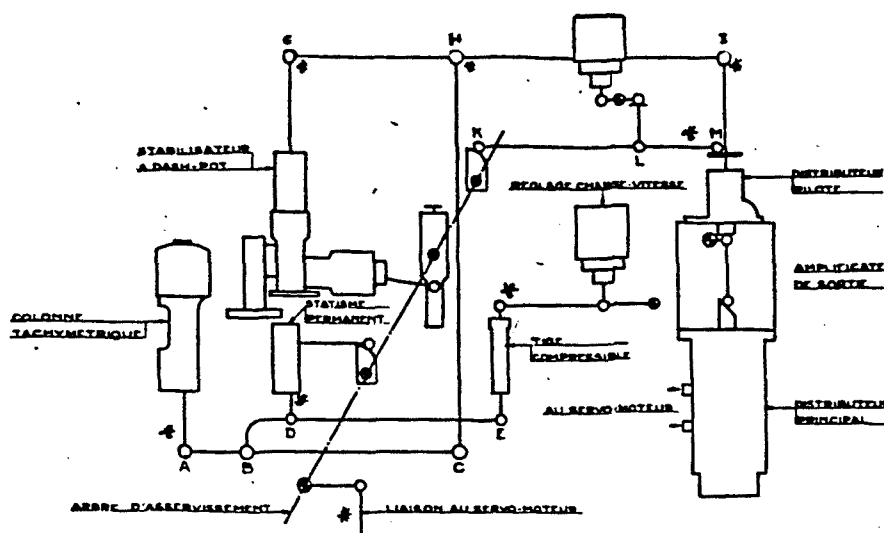 G
H
I
K
L
M
STABILISATEUR
A DASH-POT
REGLAGE CHANGE-VITESSE
DISTRIBUTEUR
PILOTE
AMPLIFICATE
DE SORTIE
STATISME
PERMANENT
COLONNE
TACHYMETRIQUE
TIGE
COMPRESSIBLE
AU SERVO-MOTEUR
DISTRIBUTEUR
PRINCIPAL
D
E
A
B
C
ARBRE D'ASSERVISSEMENT
LIAISON AU SERVO-MOTEUR